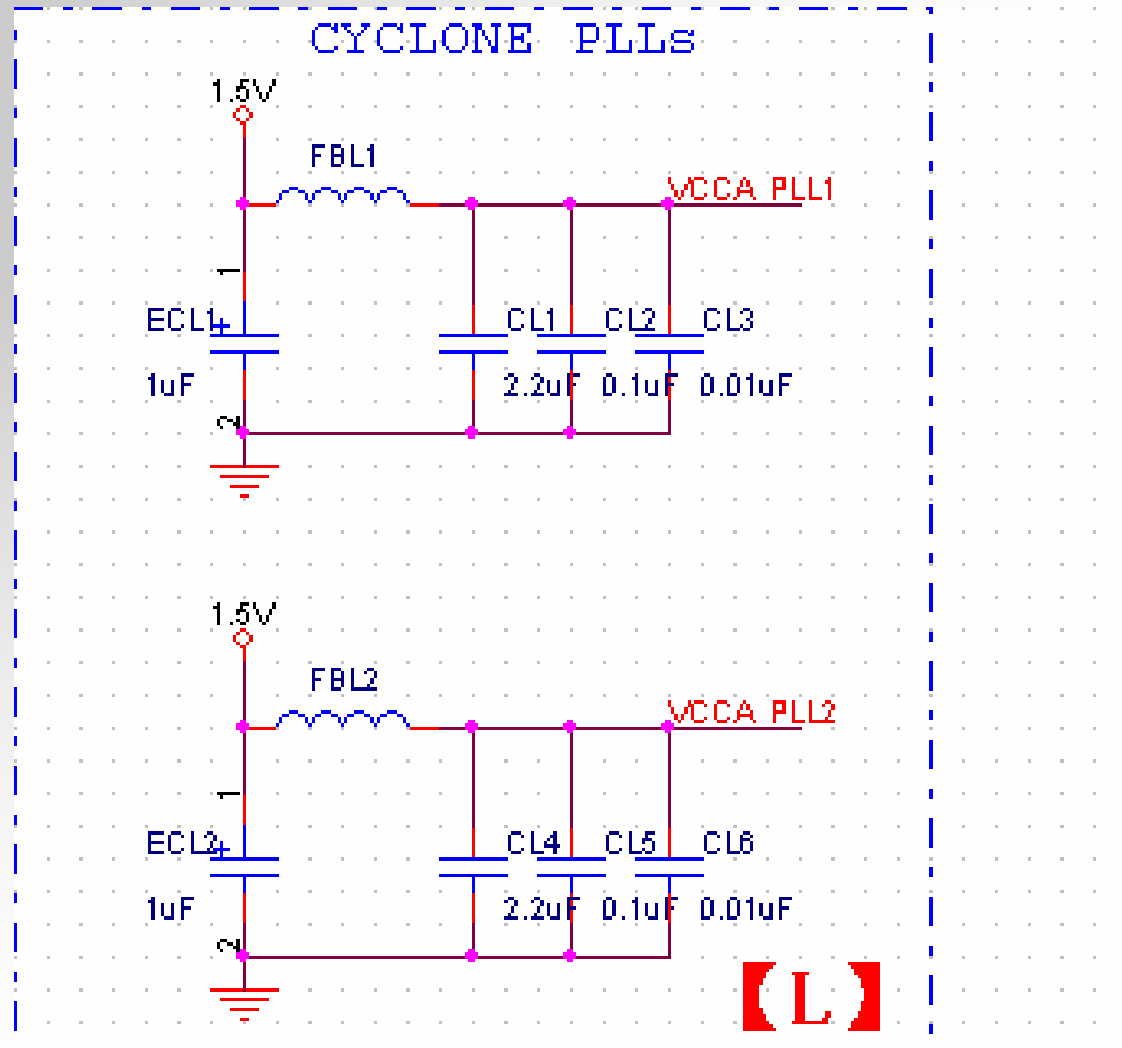 CYCLONE PLLs
1.5V
FBL1
VCCA PLL1
1
ECL1 + CL1 CL2 CL3
1uF 2.2uF 0.1uF 0.01uF
2
1.5V
FBL2
VCCA PLL2
1
ECL2 + CL4 CL5 CL6
1uF 2.2uF 0.1uF 0.01uF
2
【L】